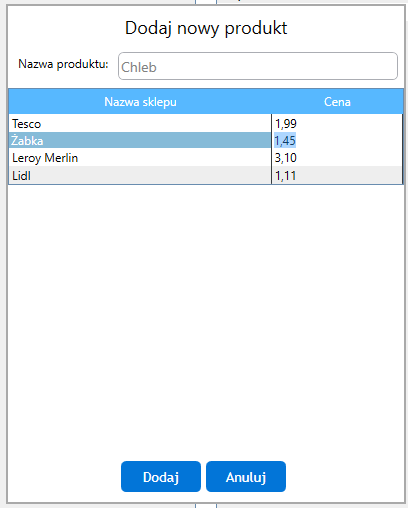 Dodaj nowy produkt
Nazwa produktu: Chleb
Nazwa sklepu Cena
Tesco 1,99
Żabka 1,45
Leroy Merlin 3,10
Lidl 1,11
Dodaj Anuluj